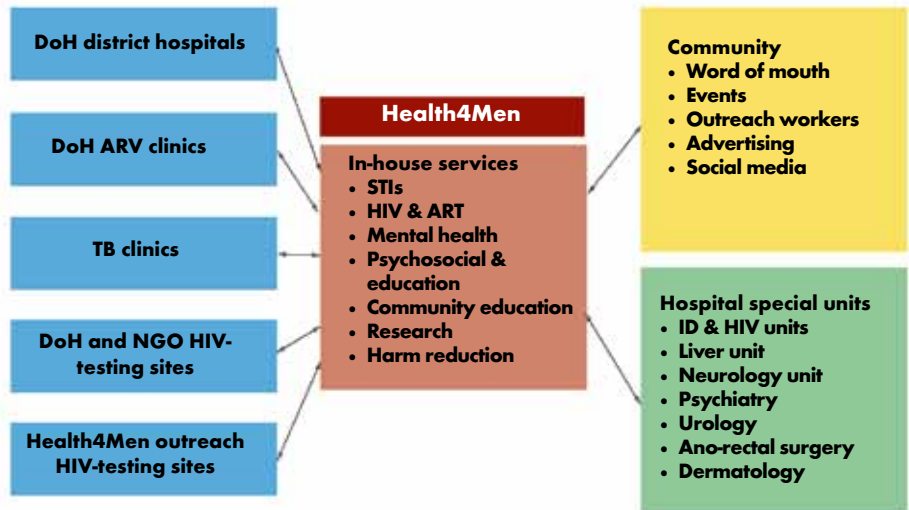 DoH district hospitals
DoH ARV clinics
TB clinics
DoH and NGO HIV-
testing sites
Health4Men outreach
HIV-testing sites
Health4Men
In-house services
• STIs
• HIV & ART
• Mental health
• Psychosocial &
education
• Community education
• Research
• Harm reduction
Community
• Word of mouth
• Events
• Outreach workers
• Advertising
• Social media
Hospital special units
• ID & HIV units
• Liver unit
• Neurology unit
• Psychiatry
• Urology
• Ano-rectal surgery
• Dermatology